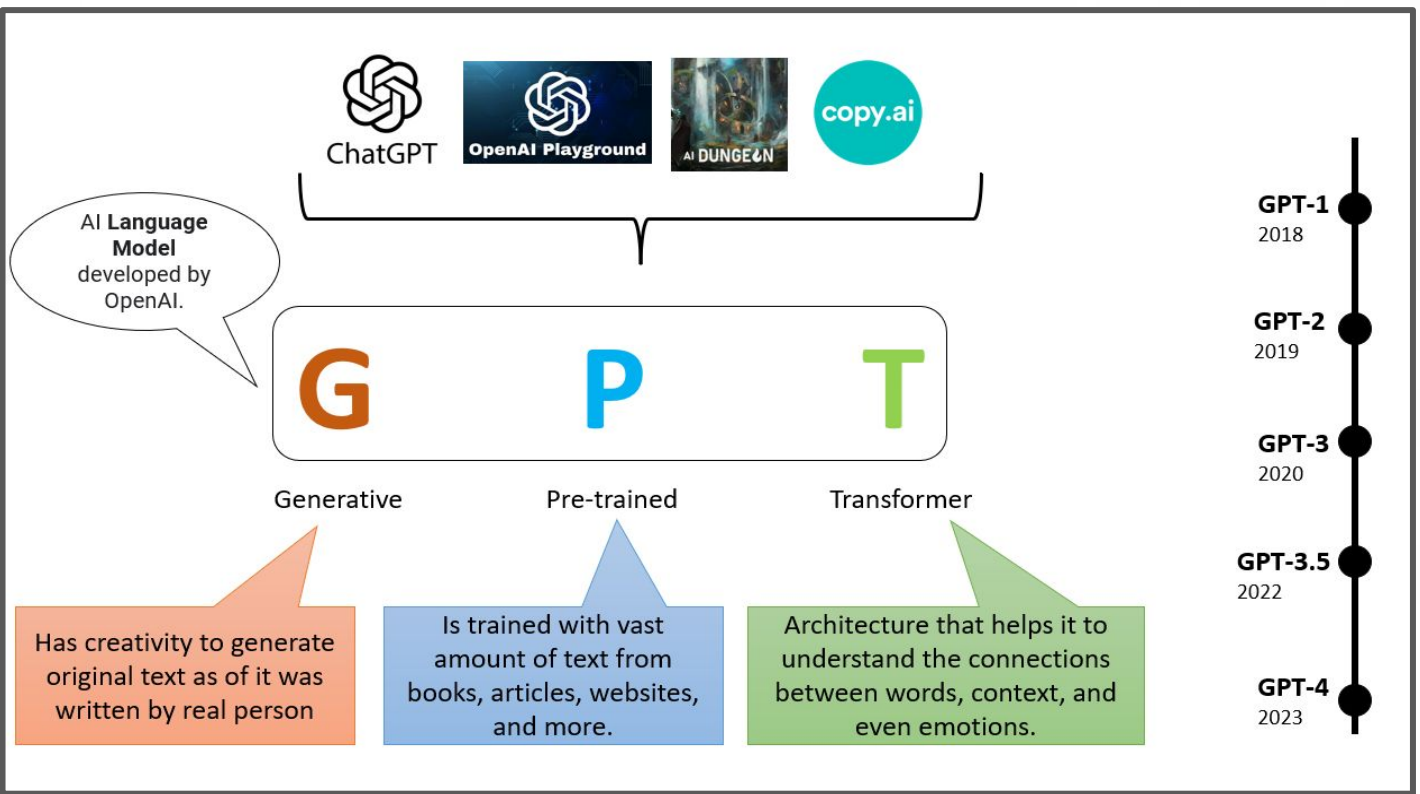 ChatGPT
OpenAI Playground
AI DUNGEON
copy.ai
AI Language
Model
developed by
OpenAI.
G P T
Generative
Pre-trained
Transformer
Has creativity to generate
original text as of it was
written by real person
Is trained with vast
amount of text from
books, articles, websites,
and more.
Architecture that helps it to
understand the connections
between words, context, and
even emotions.
GPT-1
2018
GPT-2
2019
GPT-3
2020
GPT-3.5
2022
GPT-4
2023